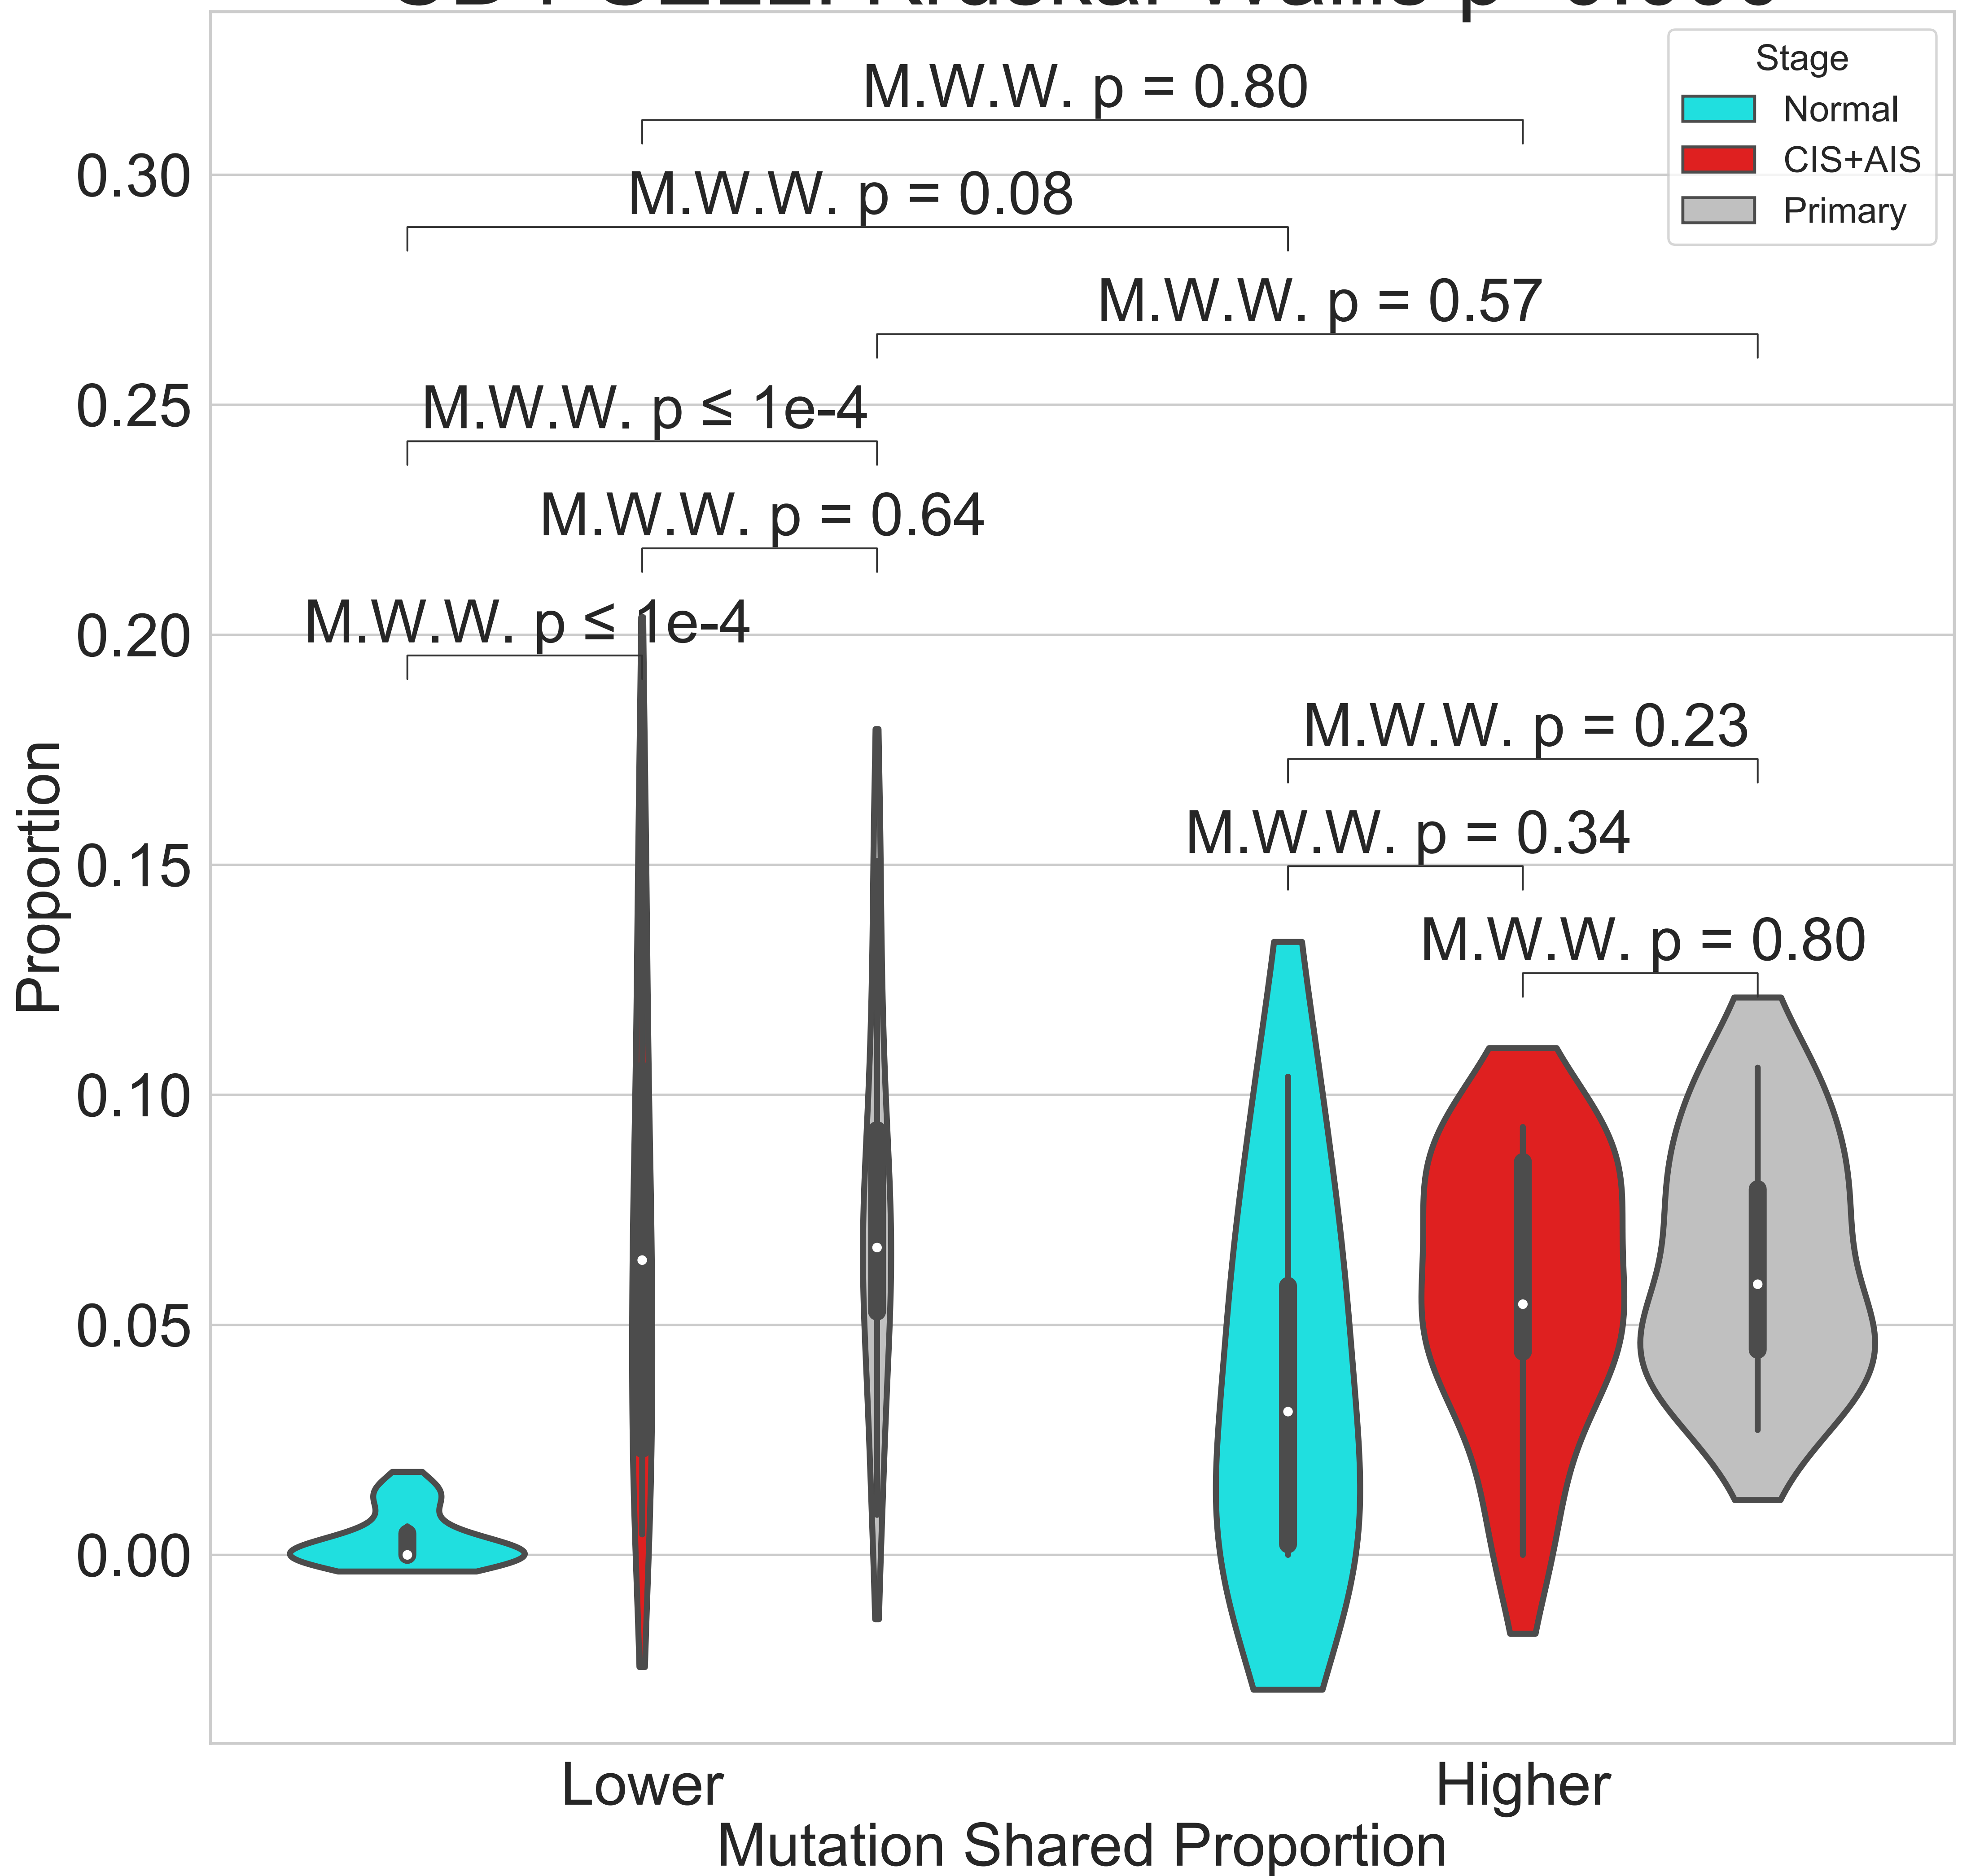 Stage
Normal
CIS+AIS
Primary
M.W.W. p = 0.80
M.W.W. p = 0.08
M.W.W. p = 0.57
M.W.W. p ≤ 1e-4
M.W.W. p = 0.64
M.W.W. p ≤ 1e-4
M.W.W. p = 0.23
M.W.W. p = 0.34
M.W.W. p = 0.80
0.30
0.25
0.20
0.15
0.10
0.05
0.00
Proportion
Lower
Higher
Mutation Shared Proportion